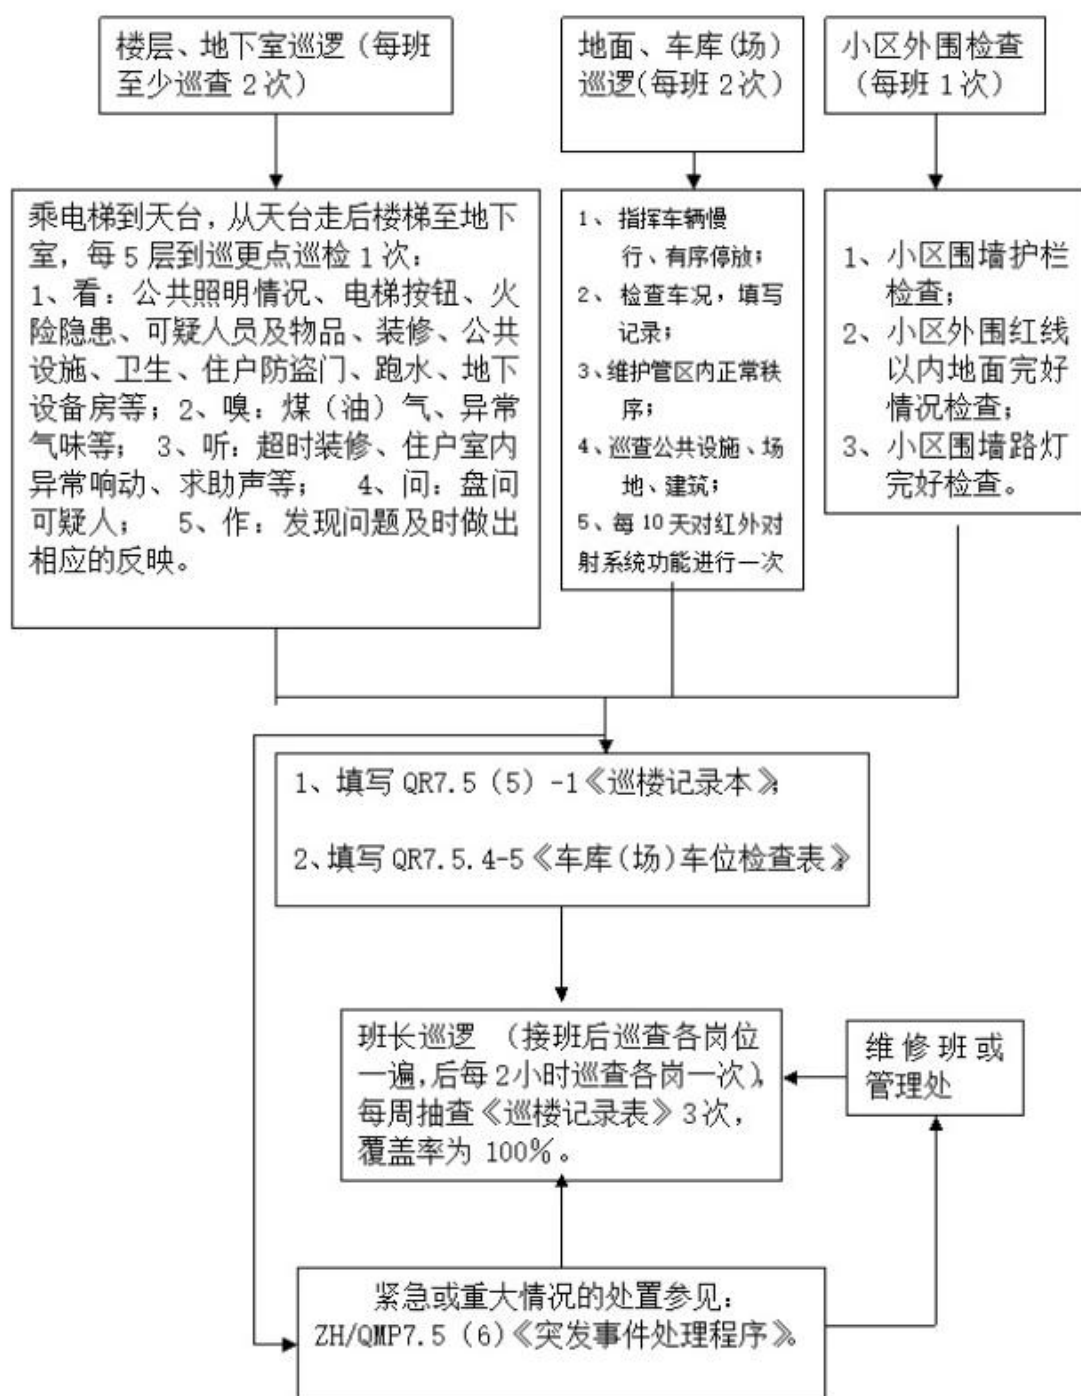 楼层、地下室巡逻（每班
至少巡查 2 次）
地面、车库(场)
巡逻(每班 2 次)
小区外围检查
（每班 1 次）
乘电梯到天台，从天台走后楼梯至地下
室，每 5 层到巡更点巡检 1 次：
1、看：公共照明情况、电梯按钮、火
险隐患、可疑人员及物品、装修、公共
设施、卫生、住户防盗门、跑水、地下
设备房等；2、嗅：煤（油）气、异常
气味等； 3、听：超时装修、住户室内
异常响动、求助声等； 4、问：盘问
可疑人； 5、作：发现问题及时做出
相应的反映。
1、 指挥车辆慢
行、有序停放；
2、 检查车况，填写
记录；
3、维护管区内正常秩
序；
4、巡查公共设施、场
地、建筑；
5、每 10 天对红外对
射系统功能进行一次
1、小区围墙护栏
检查；
2、小区外围红线
以内地面完好
情况检查；
3、小区围墙路灯
完好检查。
1、填写 QR7.5（5）-1《巡楼记录本》；
2、填写 QR7.5.4-5《车库(场)车位检查表》；
班长巡逻 （接班后巡查各岗位
一遍,后每 2小时巡查各岗一次)，
每周抽查《巡楼记录表》3 次，
覆盖率为 100%。
维修班或
管理处
紧急或重大情况的处置参见：
ZH/QMP7.5（6）《突发事件处理程序》。